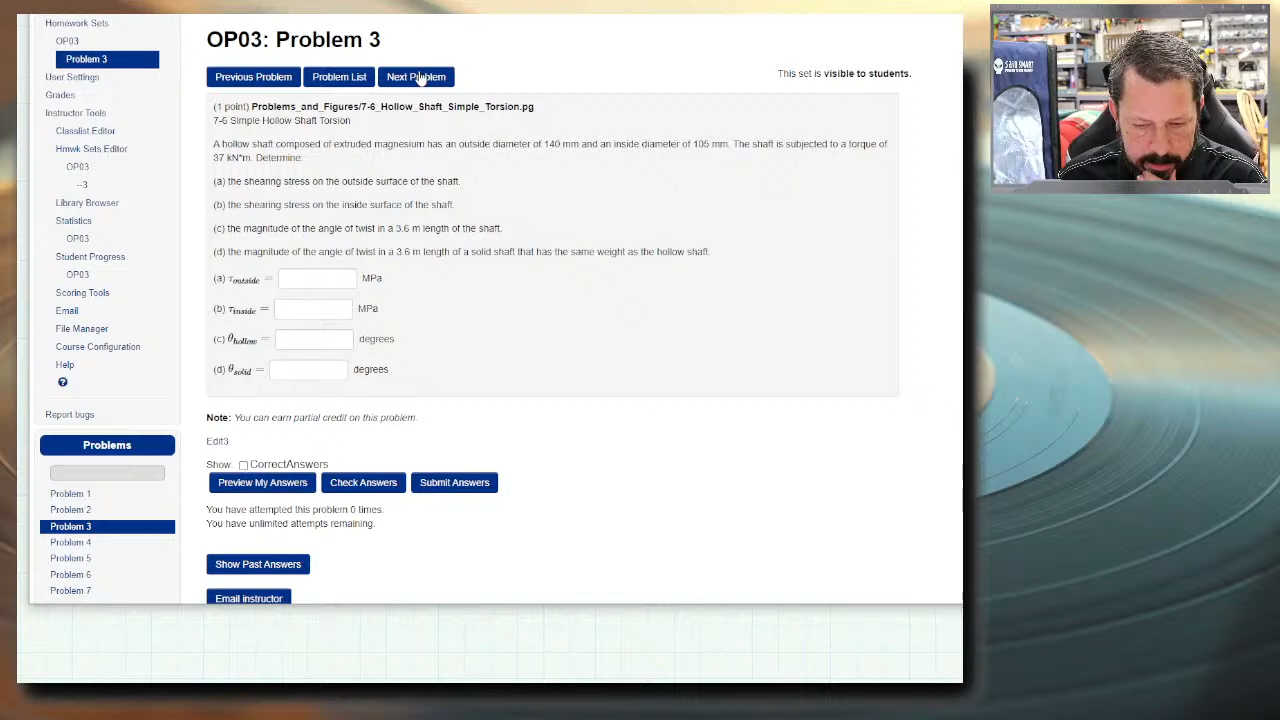 Homework Sets
OP03
Problem 3
User Settings
Grades
Instructor Tools
Classlist Editor
Hmwk Sets Editor
OP03
--3
Library Browser
Statistics
OP03
Student Progress
OP03
Scoring Tools
Email
File Manager
Course Configuration
Help
?
Report bugs
Problems
Problem 1
Problem 2
Problem 3
Problem 4
Problem 5
Problem 6
Problem 7
OP03: Problem 3
Previous Problem Problem List Next Problem
This set is visible to students.
(1 point) Problems_and_Figures/7-6_Hollow_Shaft_Simple_Torsion.pg
7-6 Simple Hollow Shaft Torsion
A hollow shaft composed of extruded magnesium has an outside diameter of 140 mm and an inside diameter of 105 mm. The shaft is subjected to a torque of
37 kN*m. Determine:
(a) the shearing stress on the outside surface of the shaft.
(b) the shearing stress on the inside surface of the shaft.
(c) the magnitude of the angle of twist in a 3.6 m length of the shaft.
(d) the magnitude of the angle of twist in a 3.6 m length of a solid shaft that has the same weight as the hollow shaft.
(a) τoutside = MPa
(b) τinside = MPa
(c) θhollow = degrees
(d) θsolid = degrees
Note: You can earn partial credit on this problem.
Edit3
Show: CorrectAnswers
Preview My Answers Check Answers Submit Answers
You have attempted this problem 0 times.
You have unlimited attempts remaining.
Show Past Answers
Email instructor